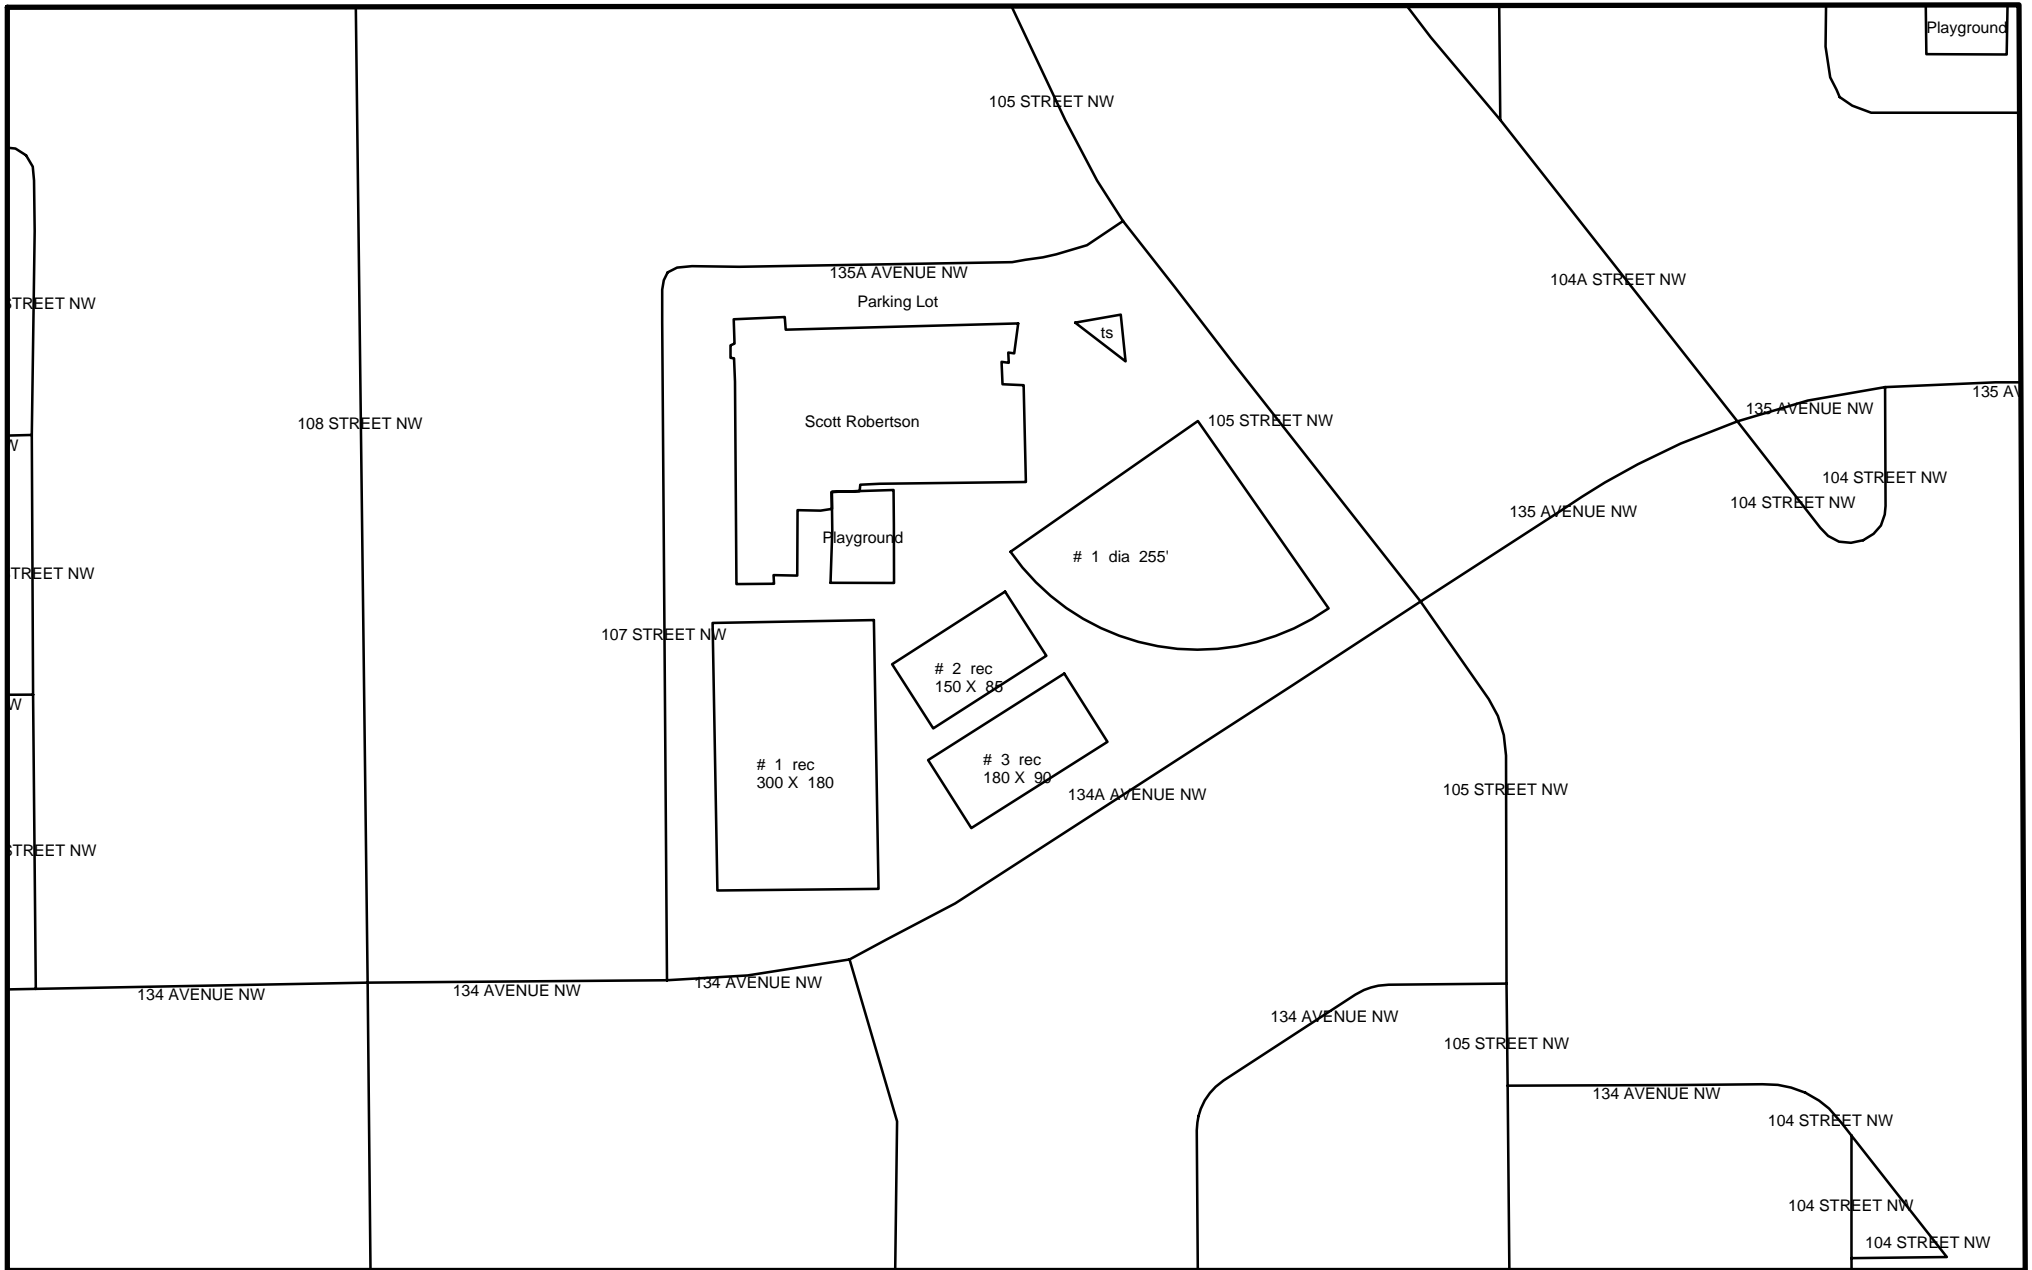 Playground
105 STREET NW
135A AVENUE NW
104A STREET NW
Parking Lot
STREET NW
ts
135 AV
135 AVENUE NW
Scott Robertson
105 STREET NW
108 STREET NW
W
104 STREET NW
104 STREET NW
135 AVENUE NW
Playground
# 1 dia 255'
TREET NW
107 STREET NW
# 2 rec
150 X 85
W
# 3 rec
180 X 90
# 1 rec
300 X 180
134A AVENUE NW
105 STREET NW
STREET NW
134 AVENUE NW
134 AVENUE NW
134 AVENUE NW
134 AVENUE NW
105 STREET NW
134 AVENUE NW
104 STREET NW
104 STREET NW
104 STREET NW